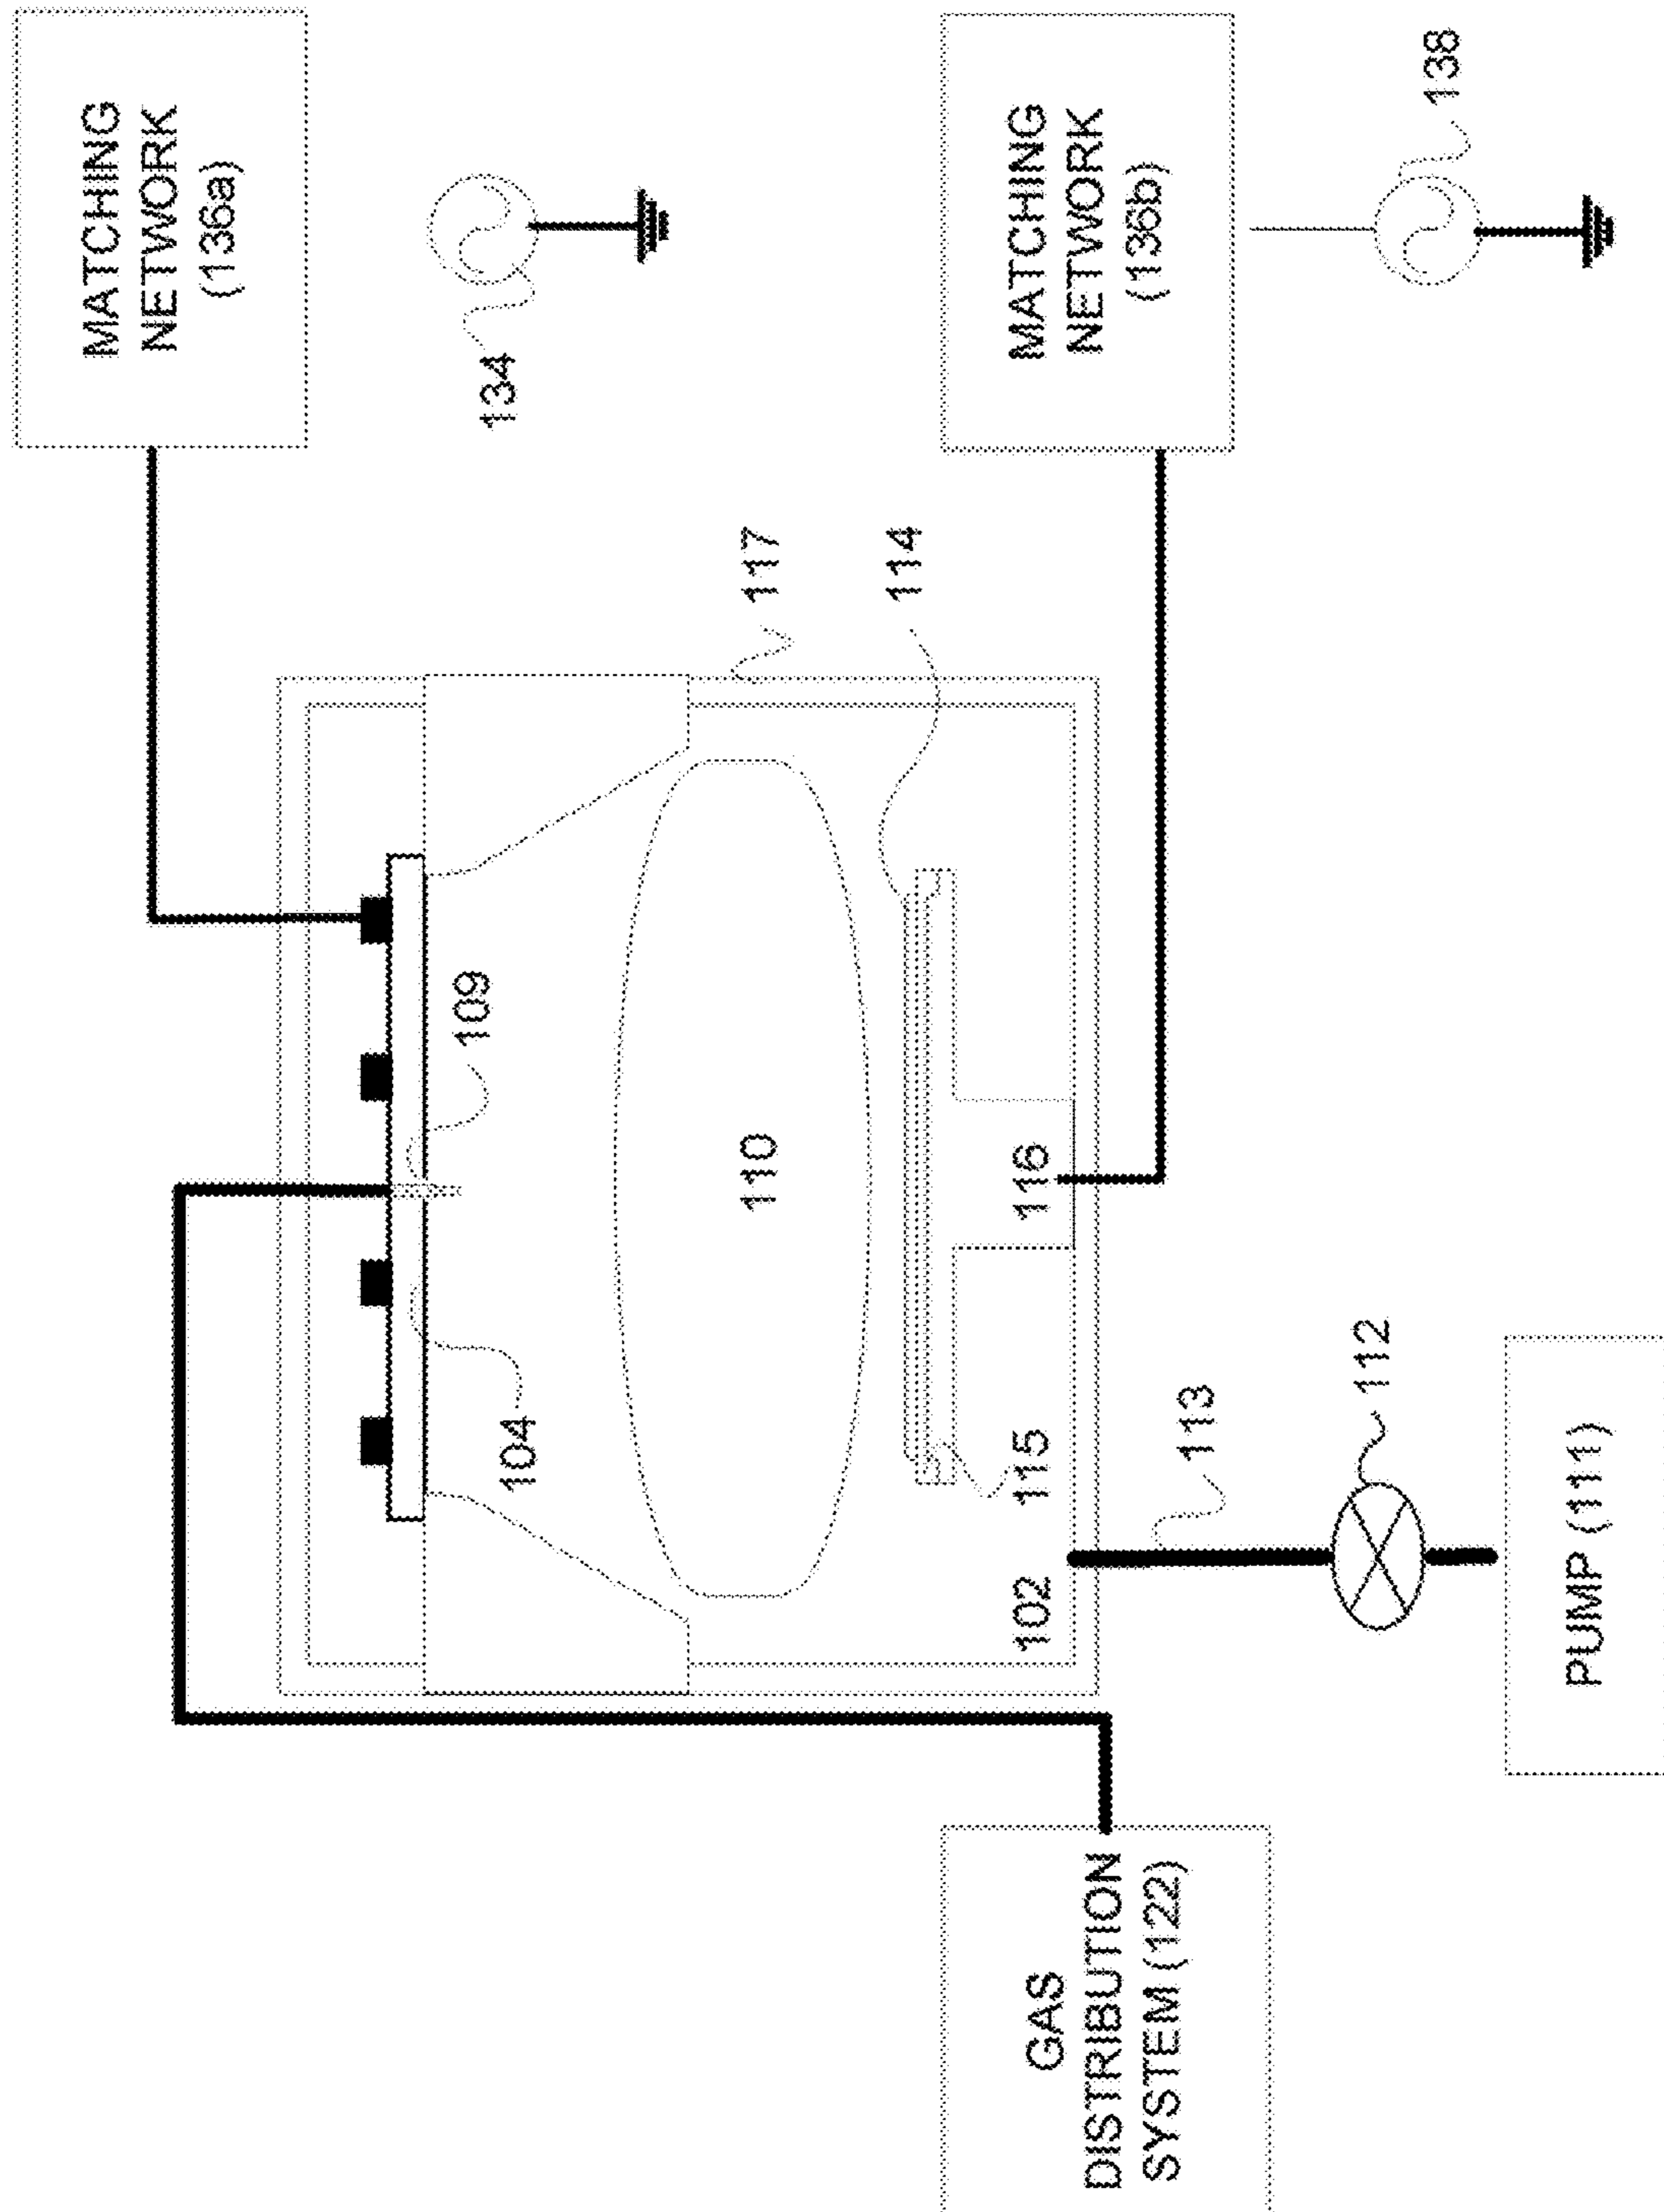 MATCHING
NETWORK
(136a)
134
MATCHING
NETWORK
(136b)
138
117
114
109
104
110
116
115
102
113
112
PUMP (111)
GAS
DISTRIBUTION
SYSTEM (122)